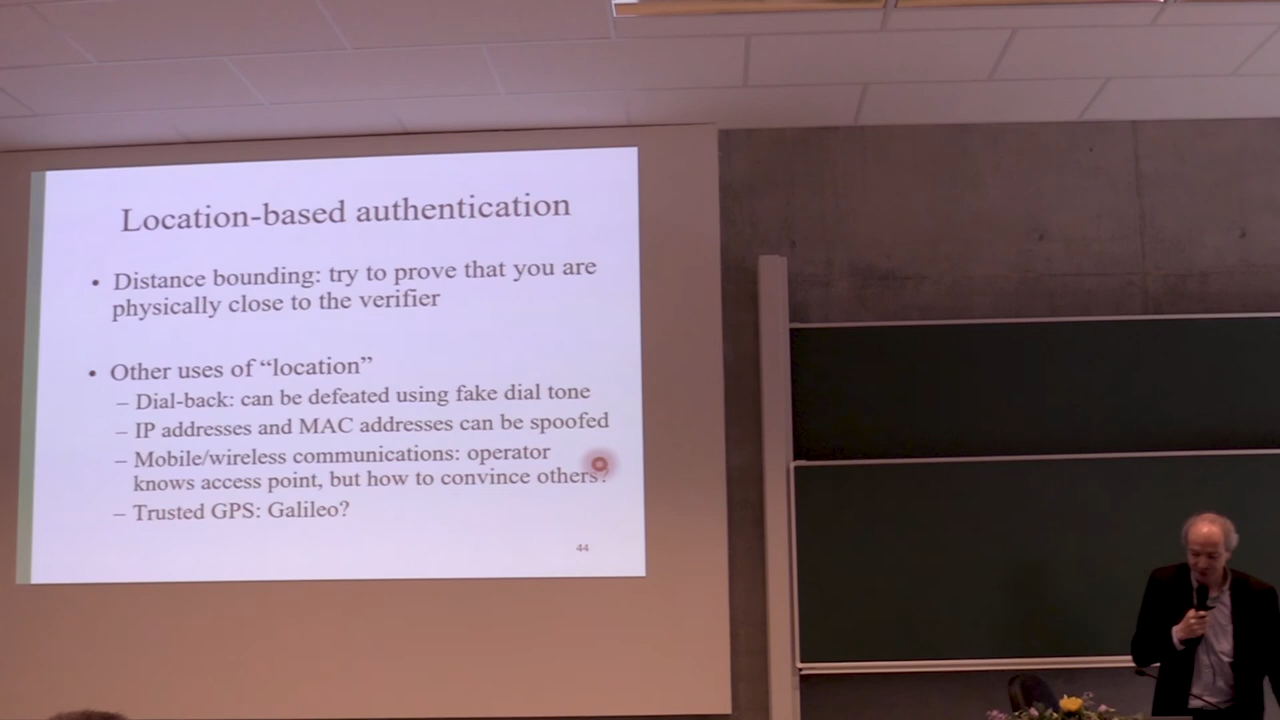 Location-based authentication
• Distance bounding: try to prove that you are
physically close to the verifier
• Other uses of “location”
– Dial-back: can be defeated using fake dial tone
– IP addresses and MAC addresses can be spoofed
– Mobile/wireless communications: operator
knows access point, but how to convince others?
– Trusted GPS: Galileo?
44